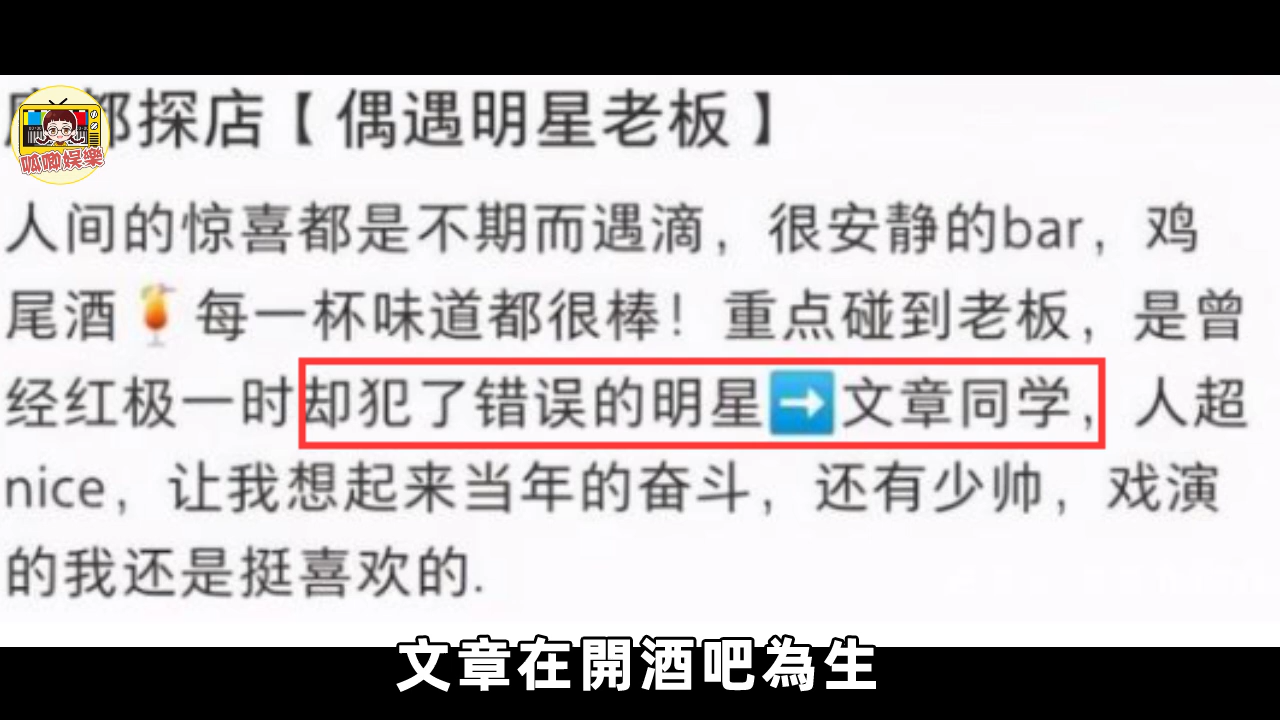 都探店【偶遇明星老板】
呱唧娱樂
人间的惊喜都是不期而遇滴，很安静的bar，鸡
尾酒🍹每一杯味道都很棒！重点碰到老板，是曾
经红极一时却犯了错误的明星➡️文章同学，人超
nice，让我想起来当年的奋斗，还有少帅，戏演
的我还是挺喜欢的.
文章在開酒吧為生